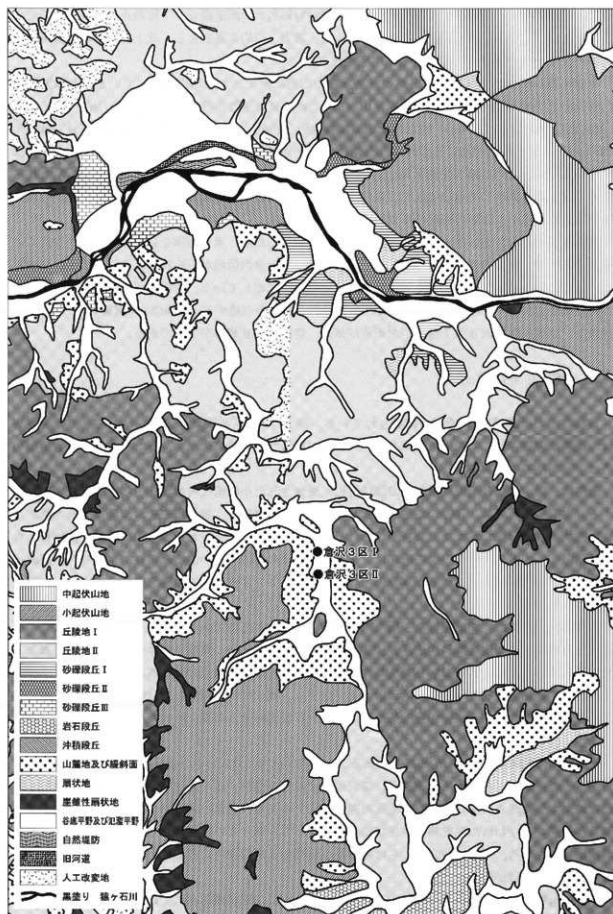 倉沢3区Ⅰ
倉沢3区Ⅱ
中起伏山地
小起伏山地
丘陵地Ⅰ
丘陵地Ⅱ
砂礫段丘Ⅰ
砂礫段丘Ⅱ
砂礫段丘Ⅲ
岩石段丘
沖積段丘
山麓地及び緩斜面
扇状地
崖錐性扇状地
谷底平野及び氾濫平野
自然堤防
旧河道
人工改変地
黒塗り 猿ヶ石川